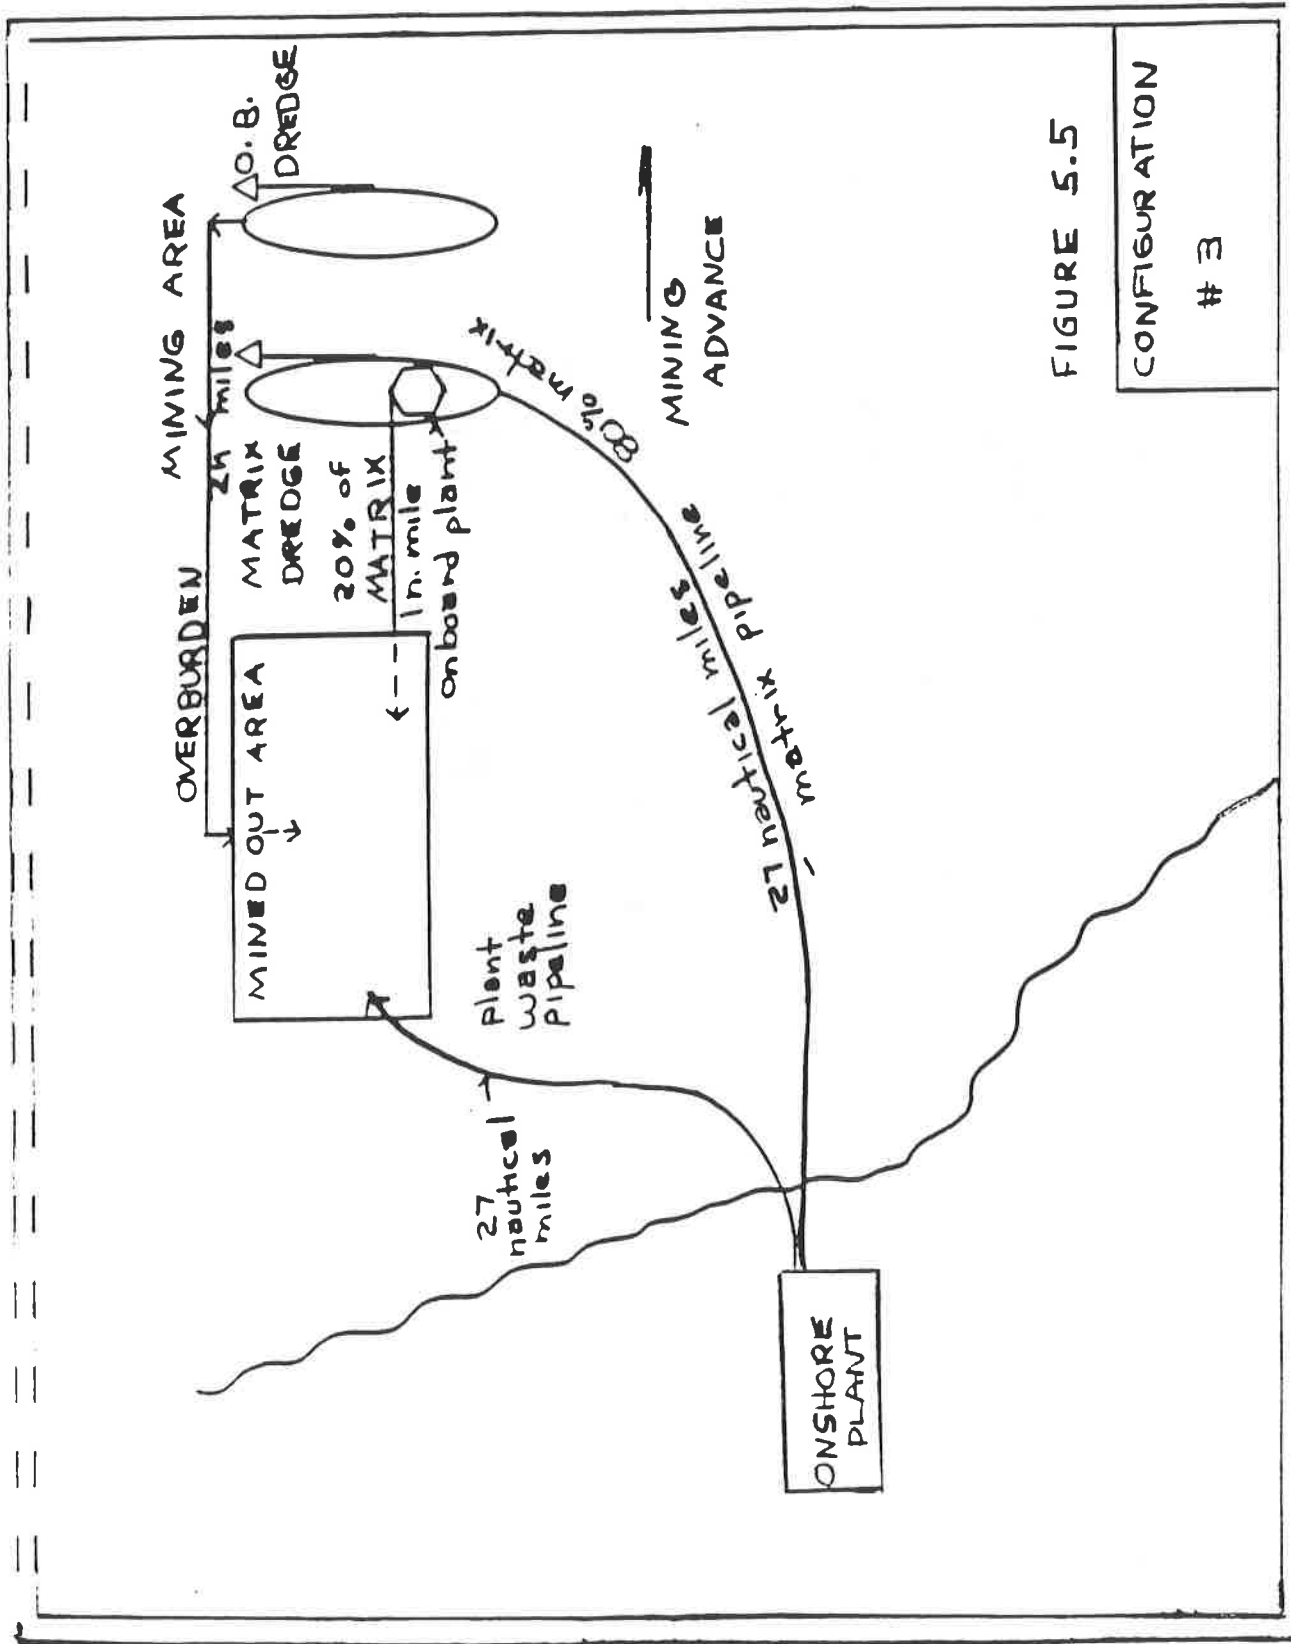 MINING AREA
O.B.
DREDGE
OVERBURDEN
2n miles
MATRIX
DREDGE
20% of
MATRIX
1 n. mile
onboard plant
MINED OUT AREA
80% matrix
27 nautical miles
matrix pipeline
plant
waste
pipeline
27
nautical
miles
MINING
ADVANCE
ONSHORE
PLANT
FIGURE 5.5
CONFIGURATION
# 3